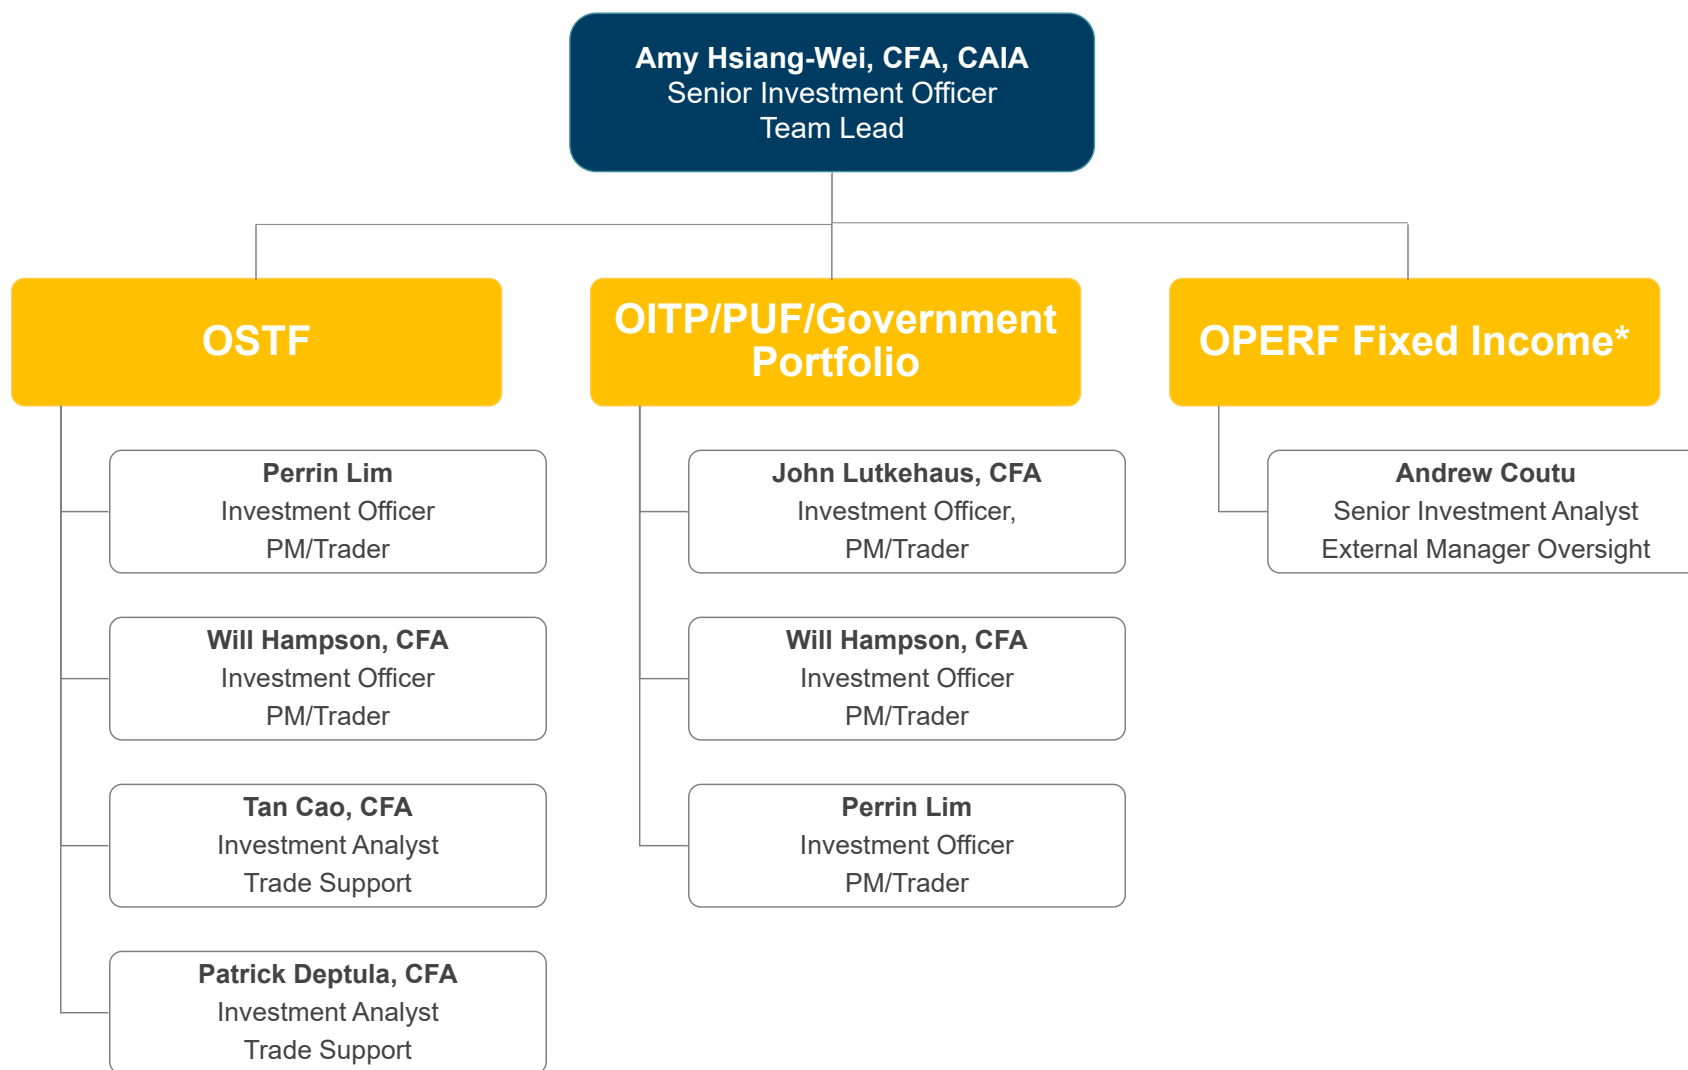 Amy Hsiang-Wei, CFA, CAIA
Senior Investment Officer
Team Lead
OSTF
Perrin Lim
Investment Officer
PM/Trader
Will Hampson, CFA
Investment Officer
PM/Trader
Tan Cao, CFA
Investment Analyst
Trade Support
Patrick Deptula, CFA
Investment Analyst
Trade Support
OITP/PUF/Government
Portfolio
John Lutkehaus, CFA
Investment Officer,
PM/Trader
Will Hampson, CFA
Investment Officer
PM/Trader
Perrin Lim
Investment Officer
PM/Trader
OPERF Fixed Income*
Andrew Coutu
Senior Investment Analyst
External Manager Oversight